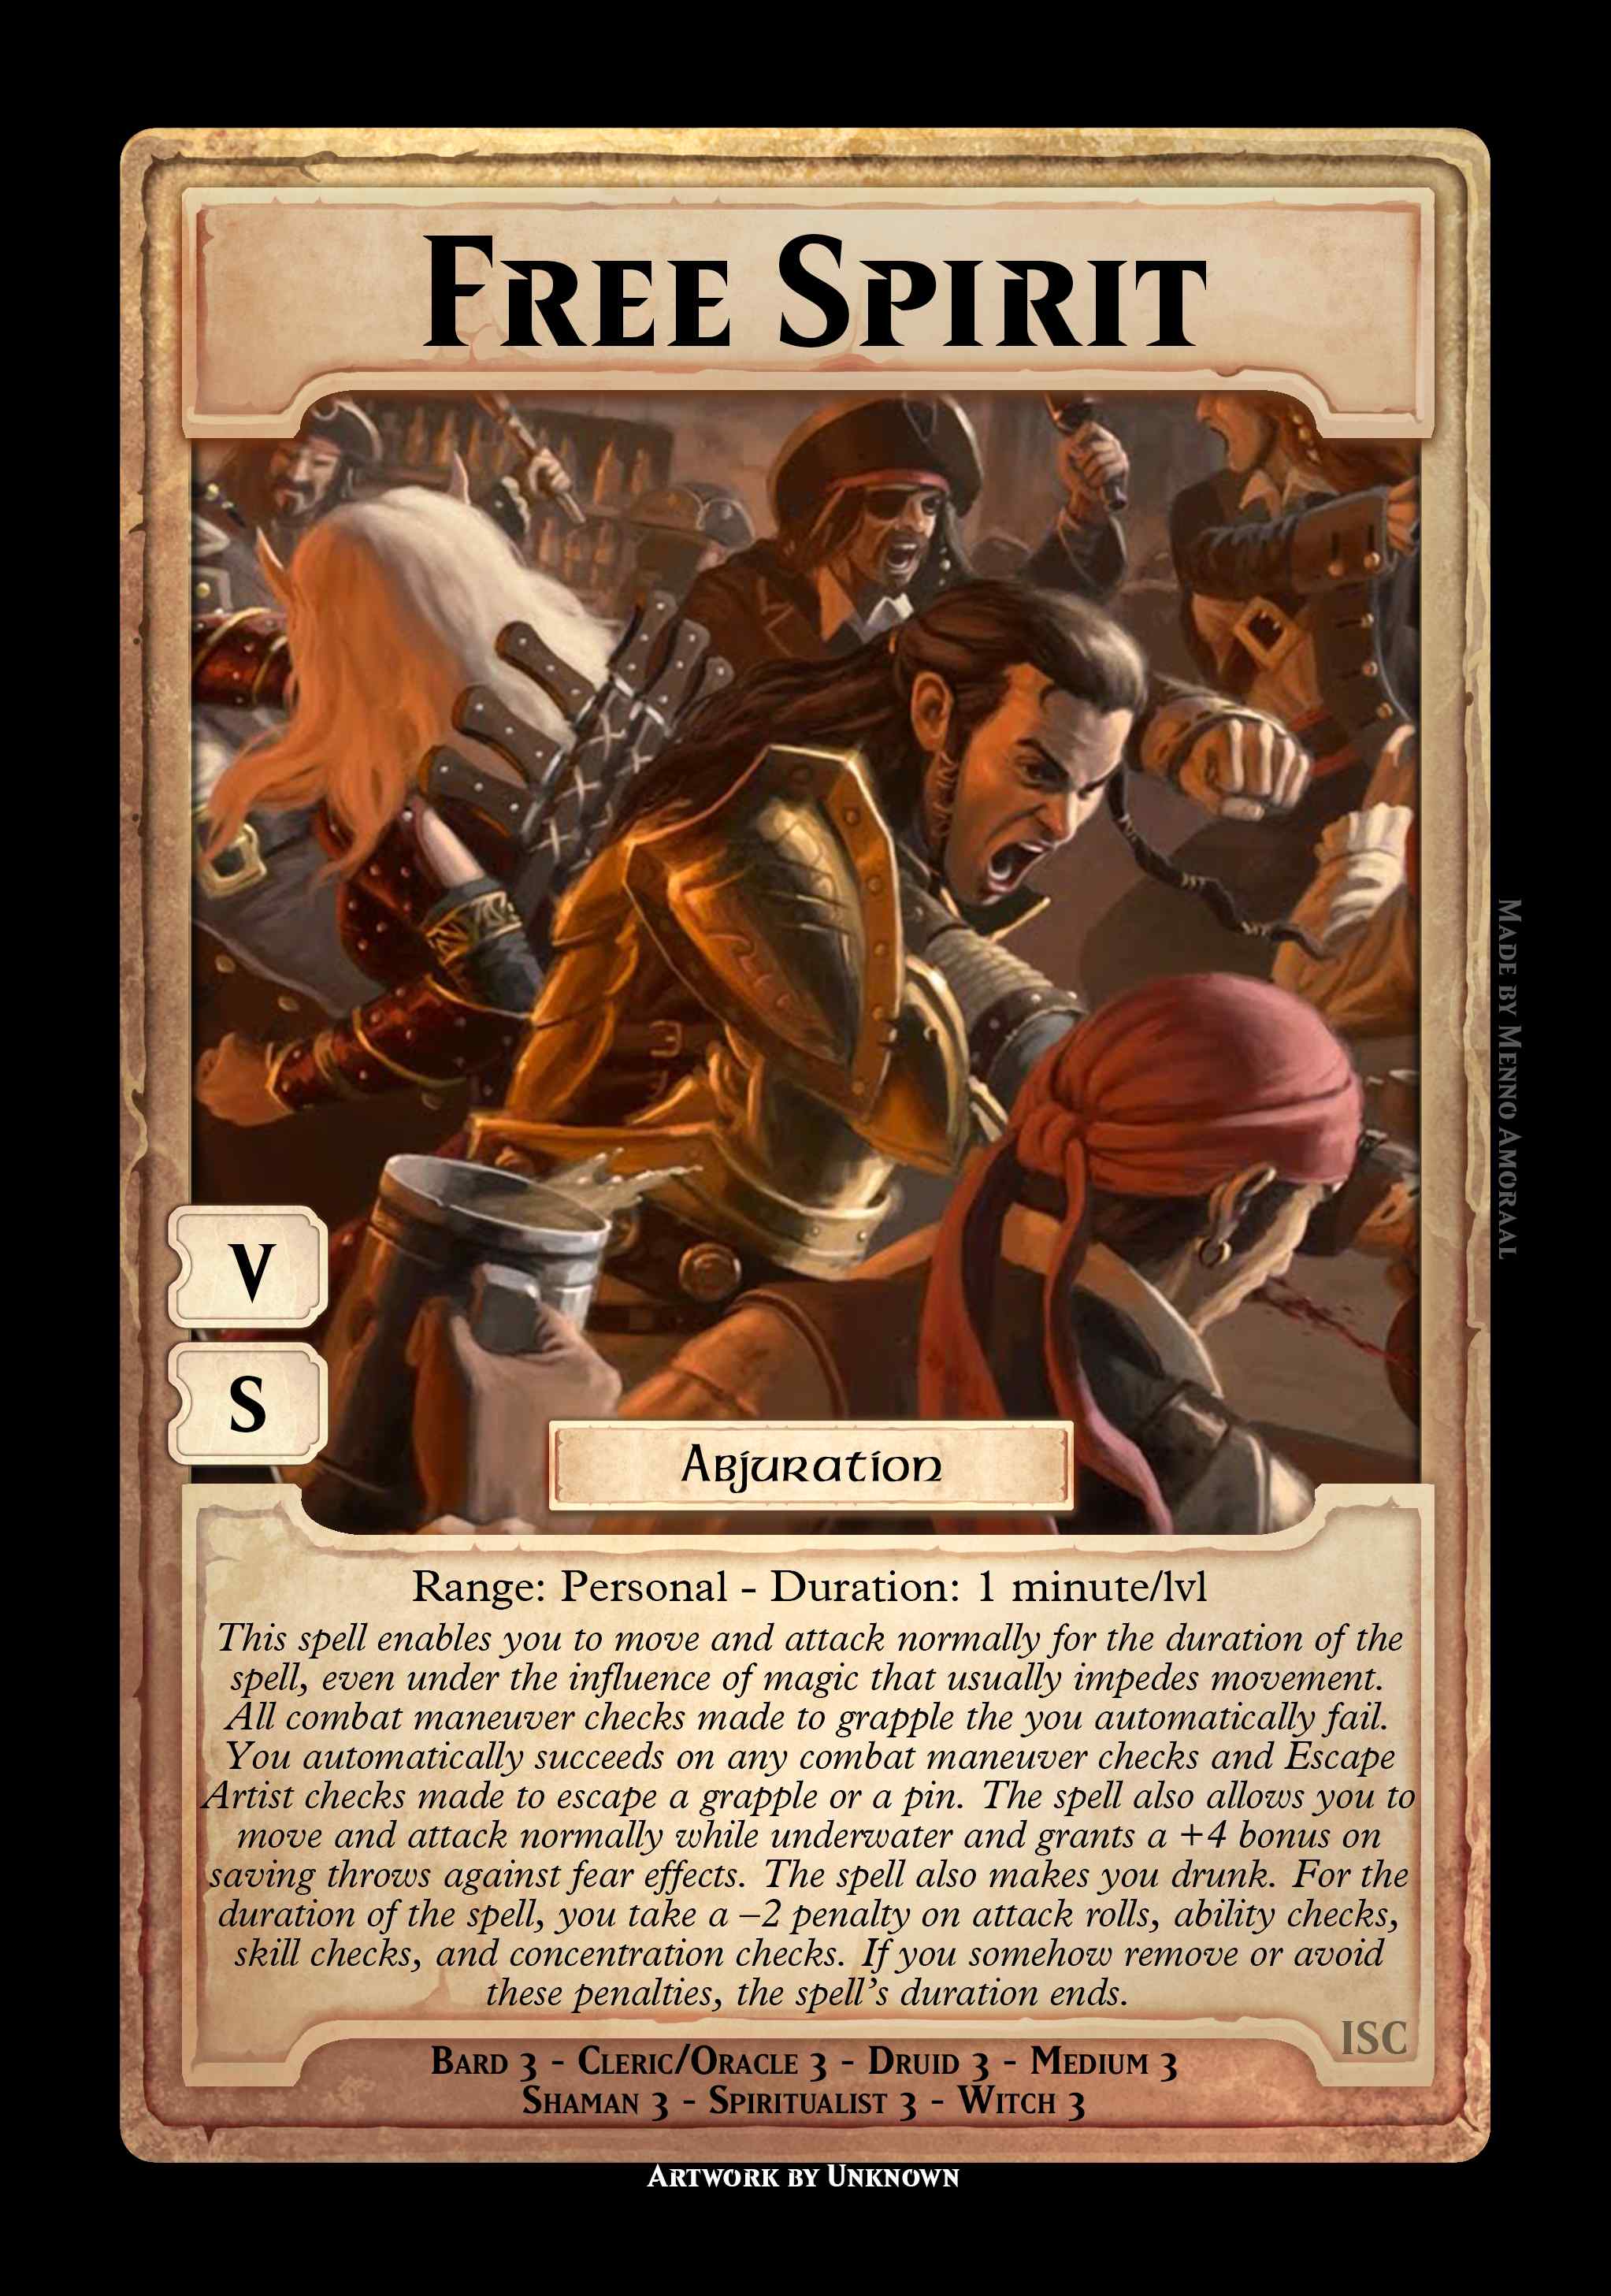 Free Spirit
Made by Menno Amoraal
V
S
Abjuration
Range: Personal - Duration: 1 minute/lvl
This spell enables you to move and attack normally for the duration of the
spell, even under the influence of magic that usually impedes movement.
All combat maneuver checks made to grapple the you automatically fail.
You automatically succeeds on any combat maneuver checks and Escape
Artist checks made to escape a grapple or a pin. The spell also allows you to
move and attack normally while underwater and grants a +4 bonus on
saving throws against fear effects. The spell also makes you drunk. For the
duration of the spell, you take a –2 penalty on attack rolls, ability checks,
skill checks, and concentration checks. If you somehow remove or avoid
these penalties, the spell’s duration ends.
ISC
Bard 3 - Cleric/Oracle 3 - Druid 3 - Medium 3
Shaman 3 - Spiritualist 3 - Witch 3
Artwork by Unknown